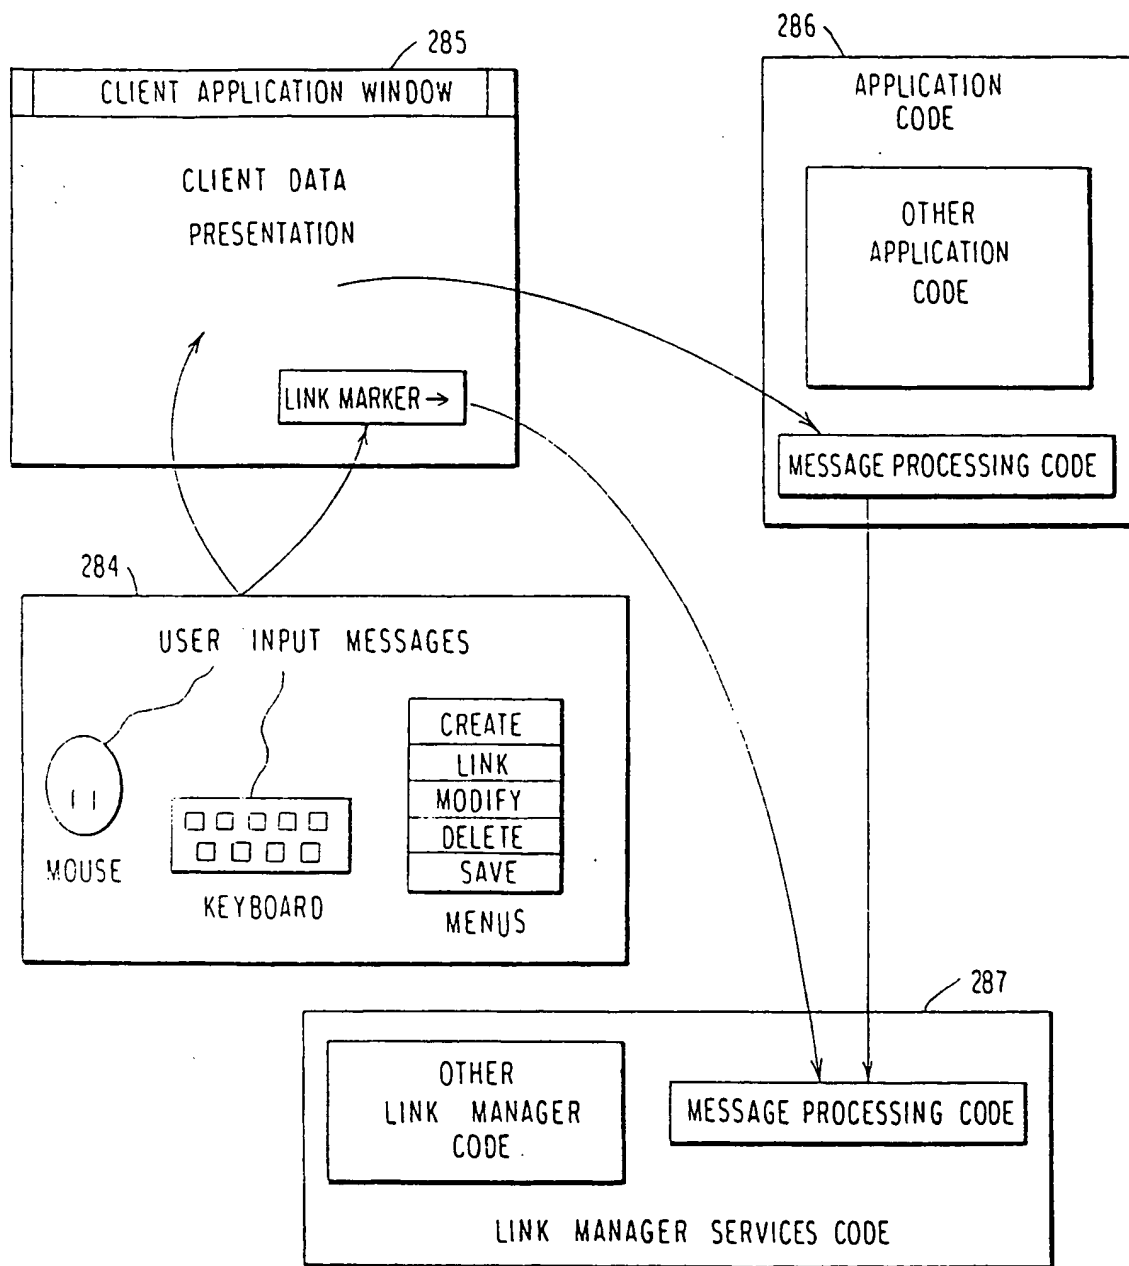 285
CLIENT APPLICATION WINDOW
CLIENT DATA
PRESENTATION
LINK MARKER →
286
APPLICATION
CODE
OTHER
APPLICATION
CODE
MESSAGE PROCESSING CODE
284
USER INPUT MESSAGES
MOUSE
KEYBOARD
CREATE
LINK
MODIFY
DELETE
SAVE
MENUS
287
OTHER
LINK MANAGER
CODE
MESSAGE PROCESSING CODE
LINK MANAGER SERVICES CODE